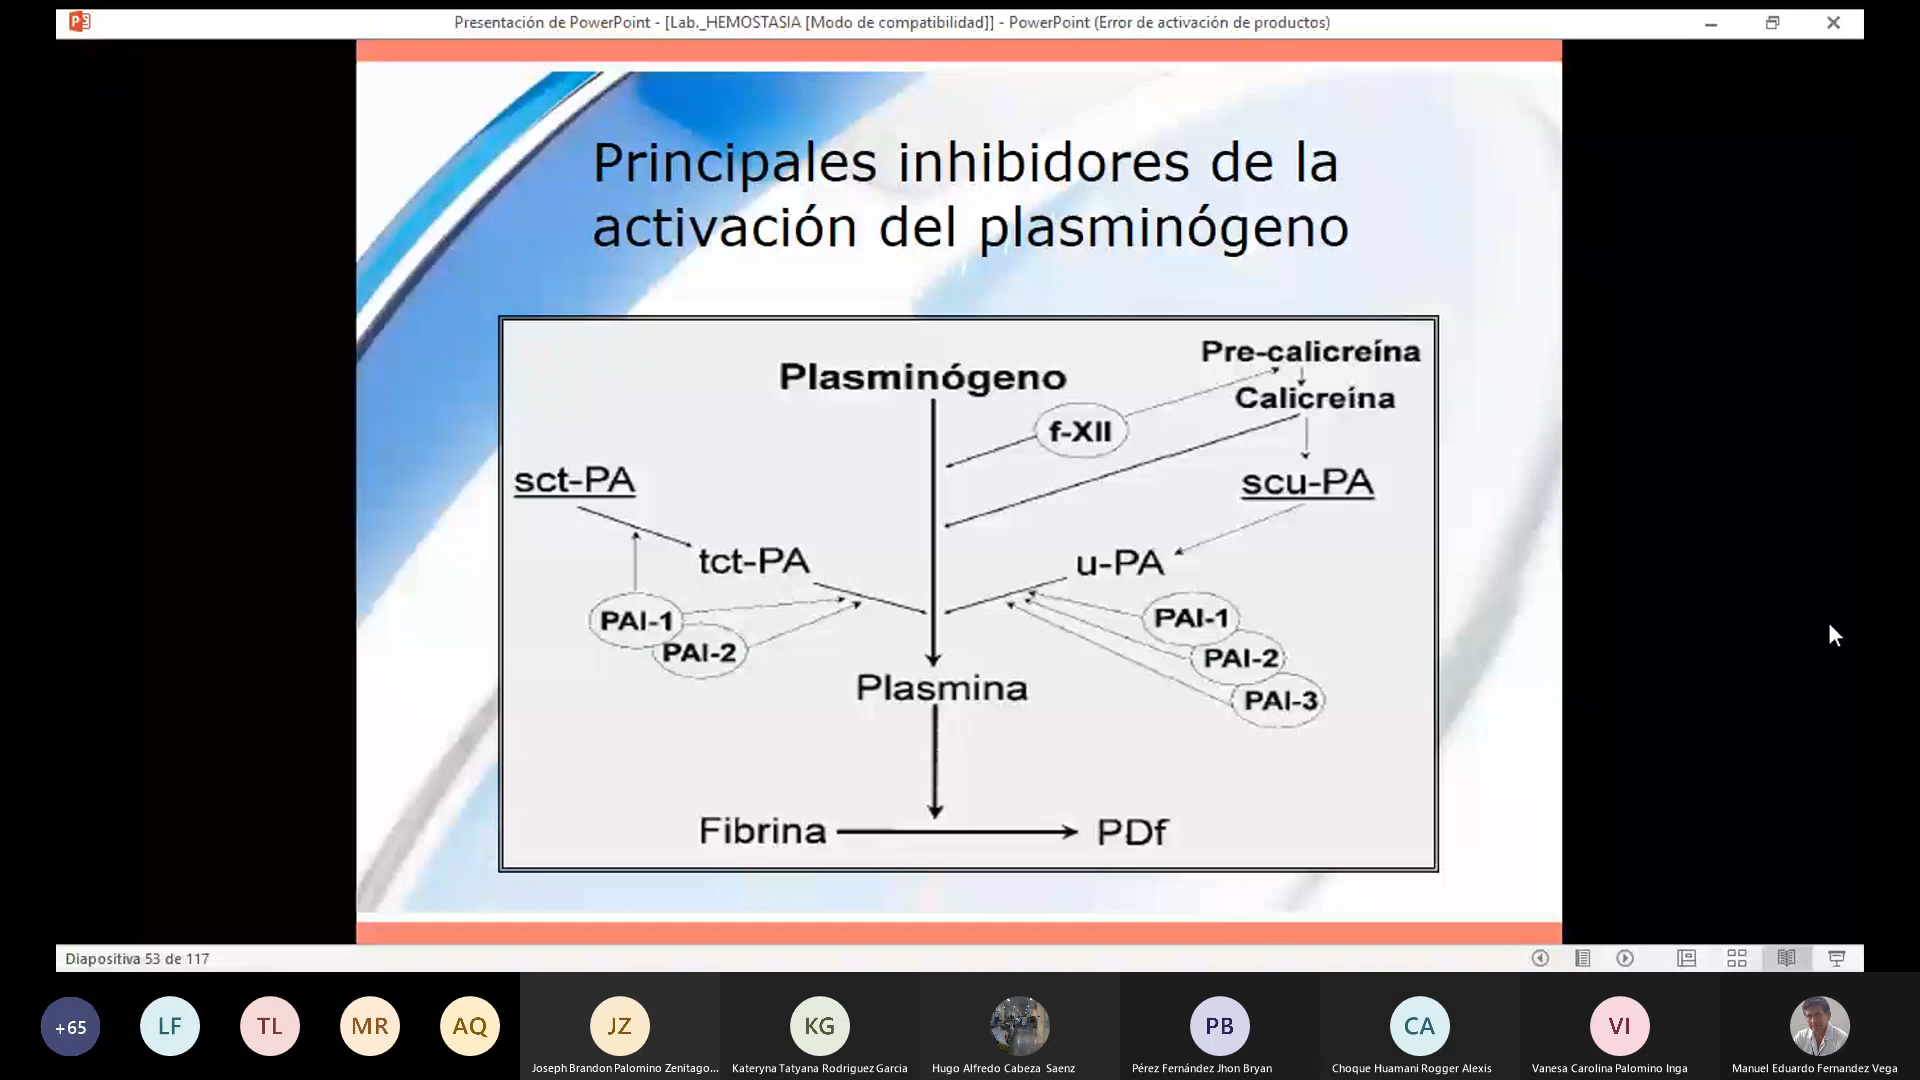 Presentación de PowerPoint - [Lab._HEMOSTASIA [Modo de compatibilidad]] - PowerPoint (Error de activación de productos)
Principales inhibidores de la
activación del plasminógeno
Pre-calicreína
Plasminógeno
Calicreína
f-XII
sct-PA
scu-PA
tct-PA
u-PA
PAI-1
PAI-2
PAI-1
PAI-2
PAI-3
Plasmina
Fibrina
PDf
Diapositiva 53 de 117
+65
LF
TL
MR
AQ
JZ
KG
PB
CA
VI
Joseph Brandon Palomino Zenitago...
Kateryna Tatyana Rodriguez Garcia
Hugo Alfredo Cabeza Saenz
Pérez Fernández Jhon Bryan
Choque Huamani Rogger Alexis
Vanesa Carolina Palomino Inga
Manuel Eduardo Fernandez Vega